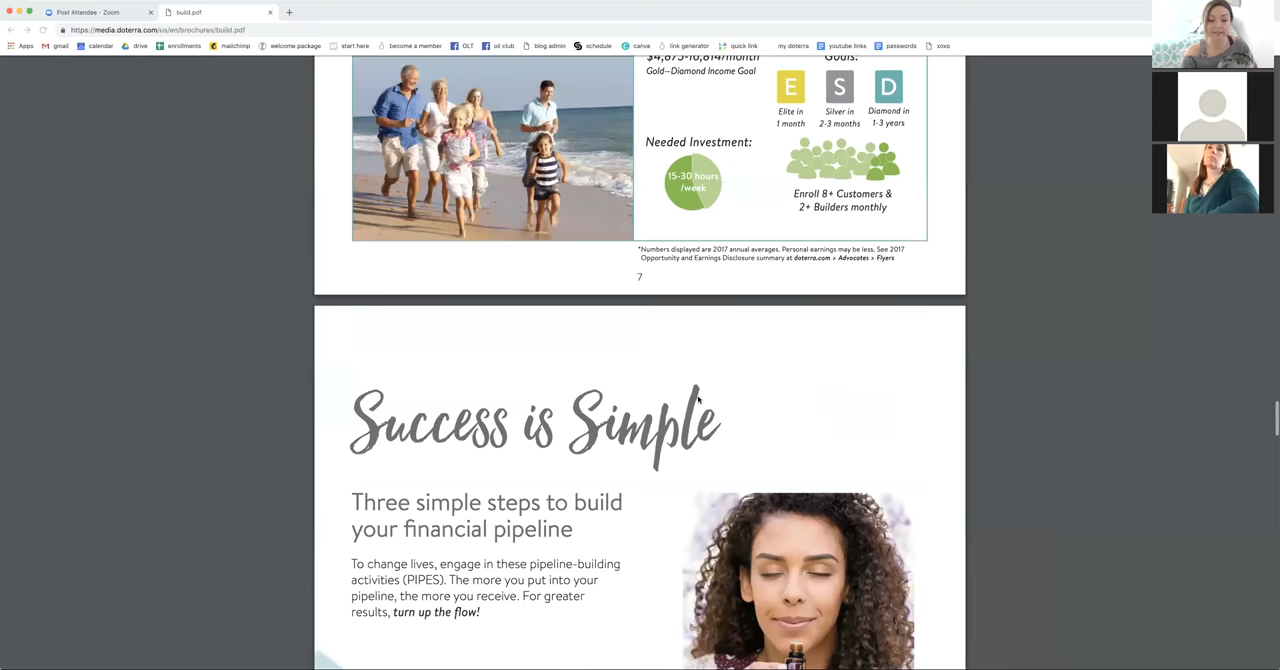 Post Attendee - Zoom
build.pdf
https://media.doterra.com/us/en/brochures/build.pdf
Apps gmail calendar drive enrollments mailchimp welcome package start here become a member OLT oil club blog admin schedule canva link generator quick link my doterra youtube links passwords xoxo
$4,875-16,614/month
Goals:
Gold—Diamond Income Goal
E S D
Elite in
1 month
Silver in
2-3 months
Diamond in
1-3 years
Needed Investment:
15-30 hours
/week
Enroll 8+ Customers &
2+ Builders monthly
*Numbers displayed are 2017 annual averages. Personal earnings may be less. See 2017
Opportunity and Earnings Disclosure summary at doterra.com > Advocates > Flyers
7
Success is Simple
Three simple steps to build
your financial pipeline
To change lives, engage in these pipeline-building
activities (PIPES). The more you put into your
pipeline, the more you receive. For greater
results, turn up the flow!